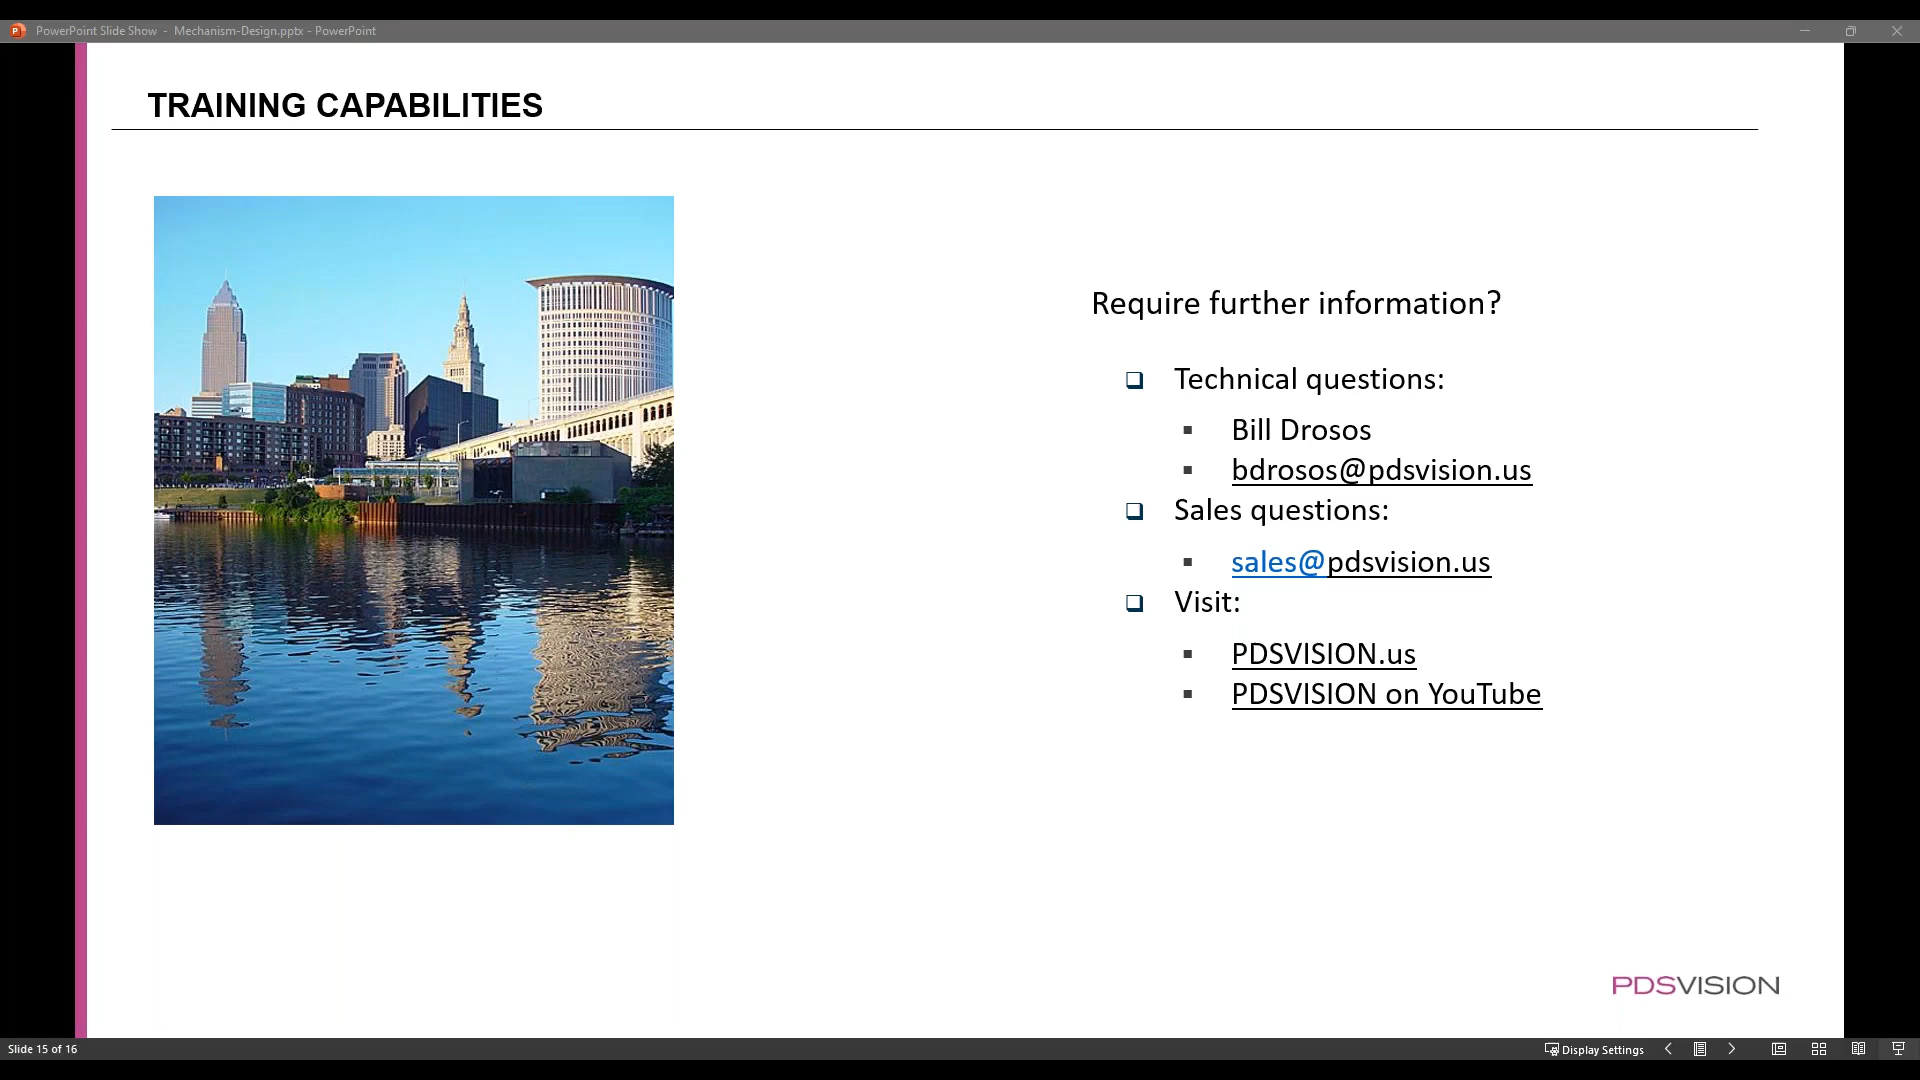 PowerPoint Slide Show - Mechanism-Design.pptx - PowerPoint
TRAINING CAPABILITIES
Require further information?
Technical questions:
Bill Drosos
bdrosos@pdsvision.us
Sales questions:
sales@pdsvision.us
Visit:
PDSVISION.us
PDSVISION on YouTube
PDSVISION
Slide 15 of 16
Display Settings